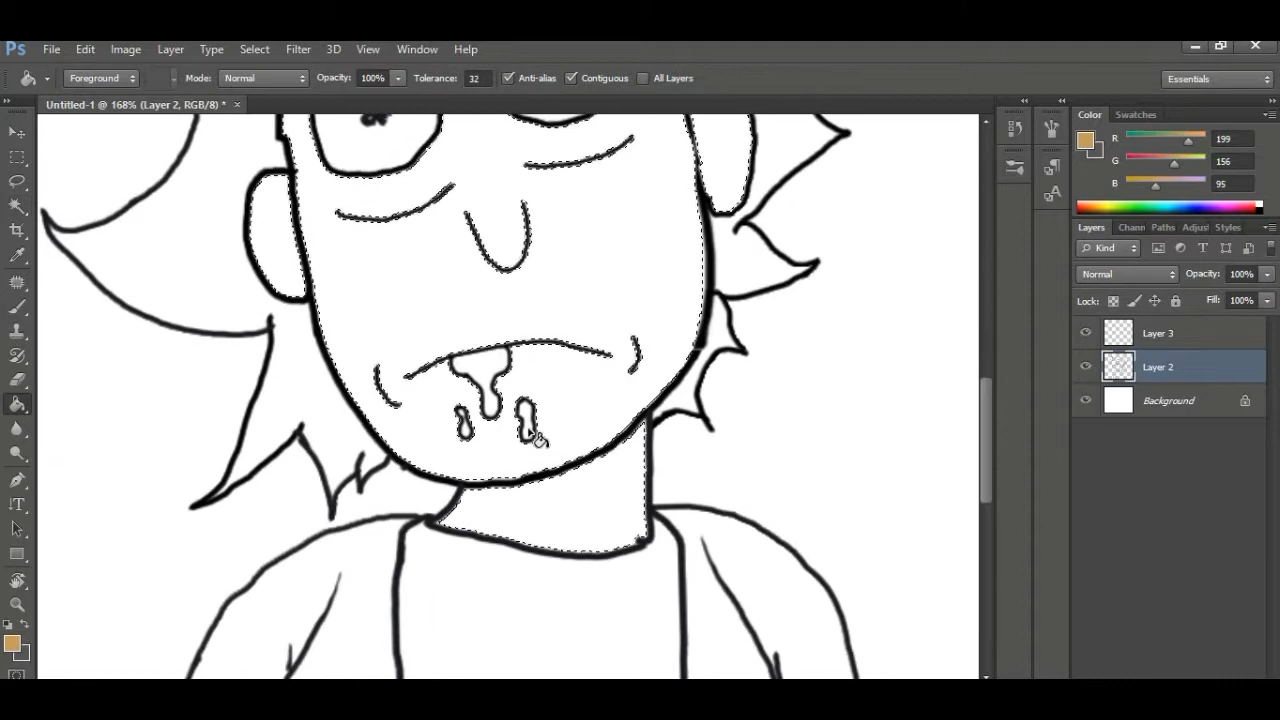 Ps File Edit Image Layer Type Select Filter 3D View Window Help
Foreground Mode: Normal Opacity: 100% Tolerance: 32 Anti-alias Contiguous All Layers Essentials
Untitled-1 @ 168% (Layer 2, RGB/8) * ×
Color Swatches
R 199
G 156
B 95
Layers Chann Paths Adjus Styles
Kind
Normal Opacity: 100%
Lock: Fill: 100%
Layer 3
Layer 2
Background